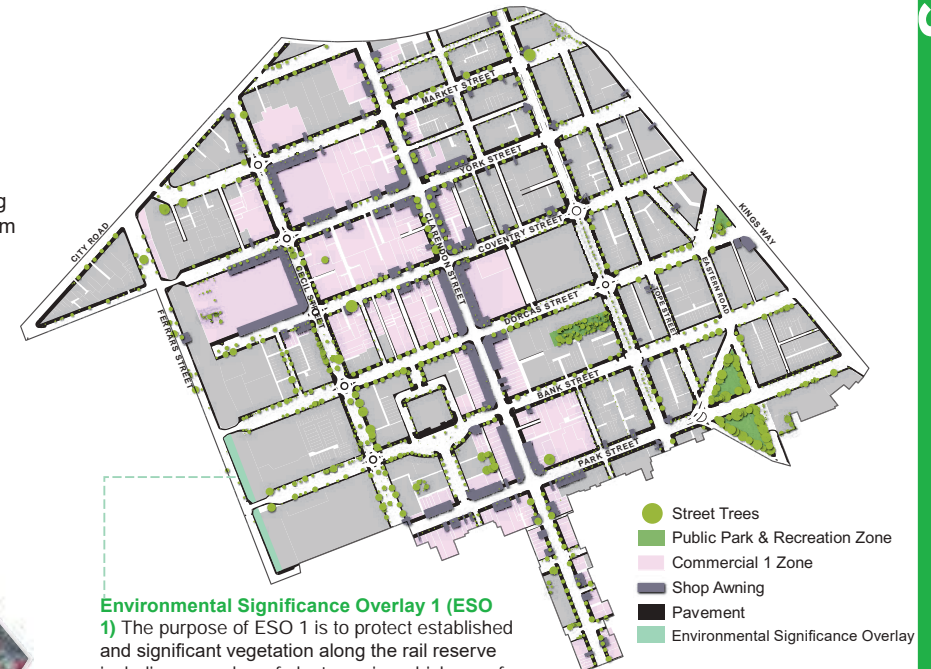 MARKET STREET
YORK STREET
CITY ROAD
CLARENDON STREET
COVENTRY STREET
KINGS WAY
CECIL STREET
DORCAS STREET
HOPE STREET
EASTERN ROAD
FERRARS STREET
BANK STREET
PARK STREET
Street Trees
Public Park & Recreation Zone
Commercial 1 Zone
Shop Awning
Pavement
Environmental Significance Overlay
Environmental Significance Overlay 1 (ESO
1) The purpose of ESO 1 is to protect established
and significant vegetation along the rail reserve